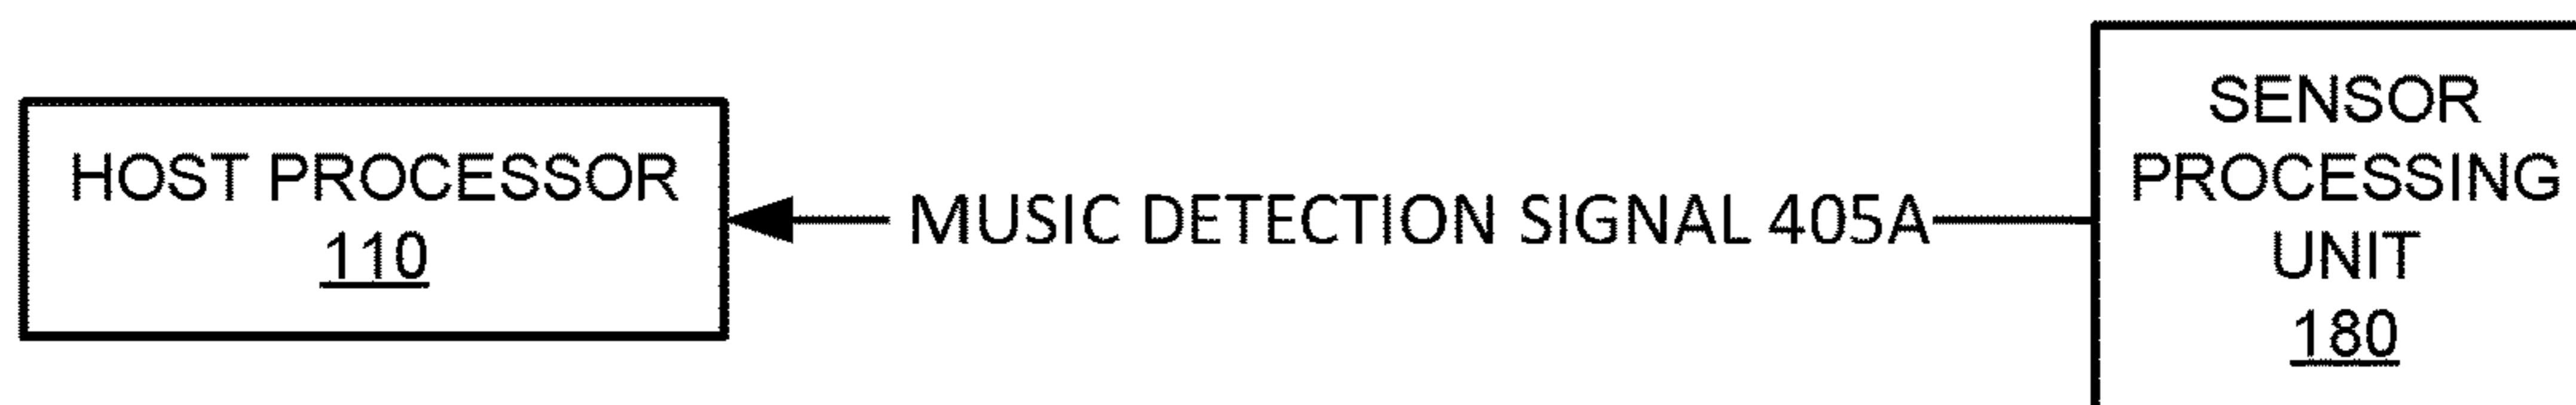 HOST PROCESSOR
110
MUSIC DETECTION SIGNAL 405A
SENSOR
PROCESSING
UNIT
180